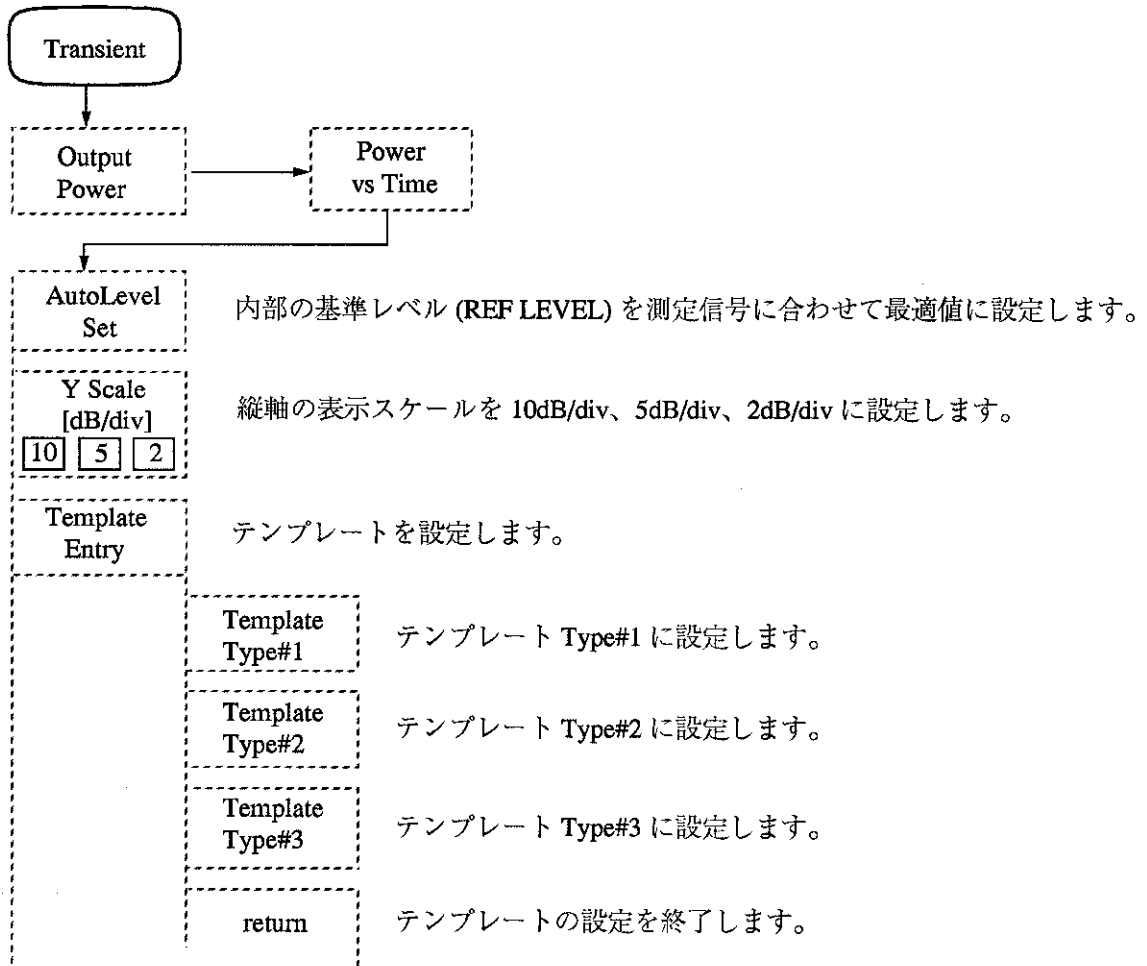 Transient
Output
Power
Power
vs Time
AutoLevel
Set
内部の基準レベル (REF LEVEL) を測定信号に合わせて最適値に設定します。
Y Scale
[dB/div]
10 5 2
縦軸の表示スケールを 10dB/div、5dB/div、2dB/div に設定します。
Template
Entry
テンプレートを設定します。
Template
Type#1
テンプレート Type#1 に設定します。
Template
Type#2
テンプレート Type#2 に設定します。
Template
Type#3
テンプレート Type#3 に設定します。
return
テンプレートの設定を終了します。